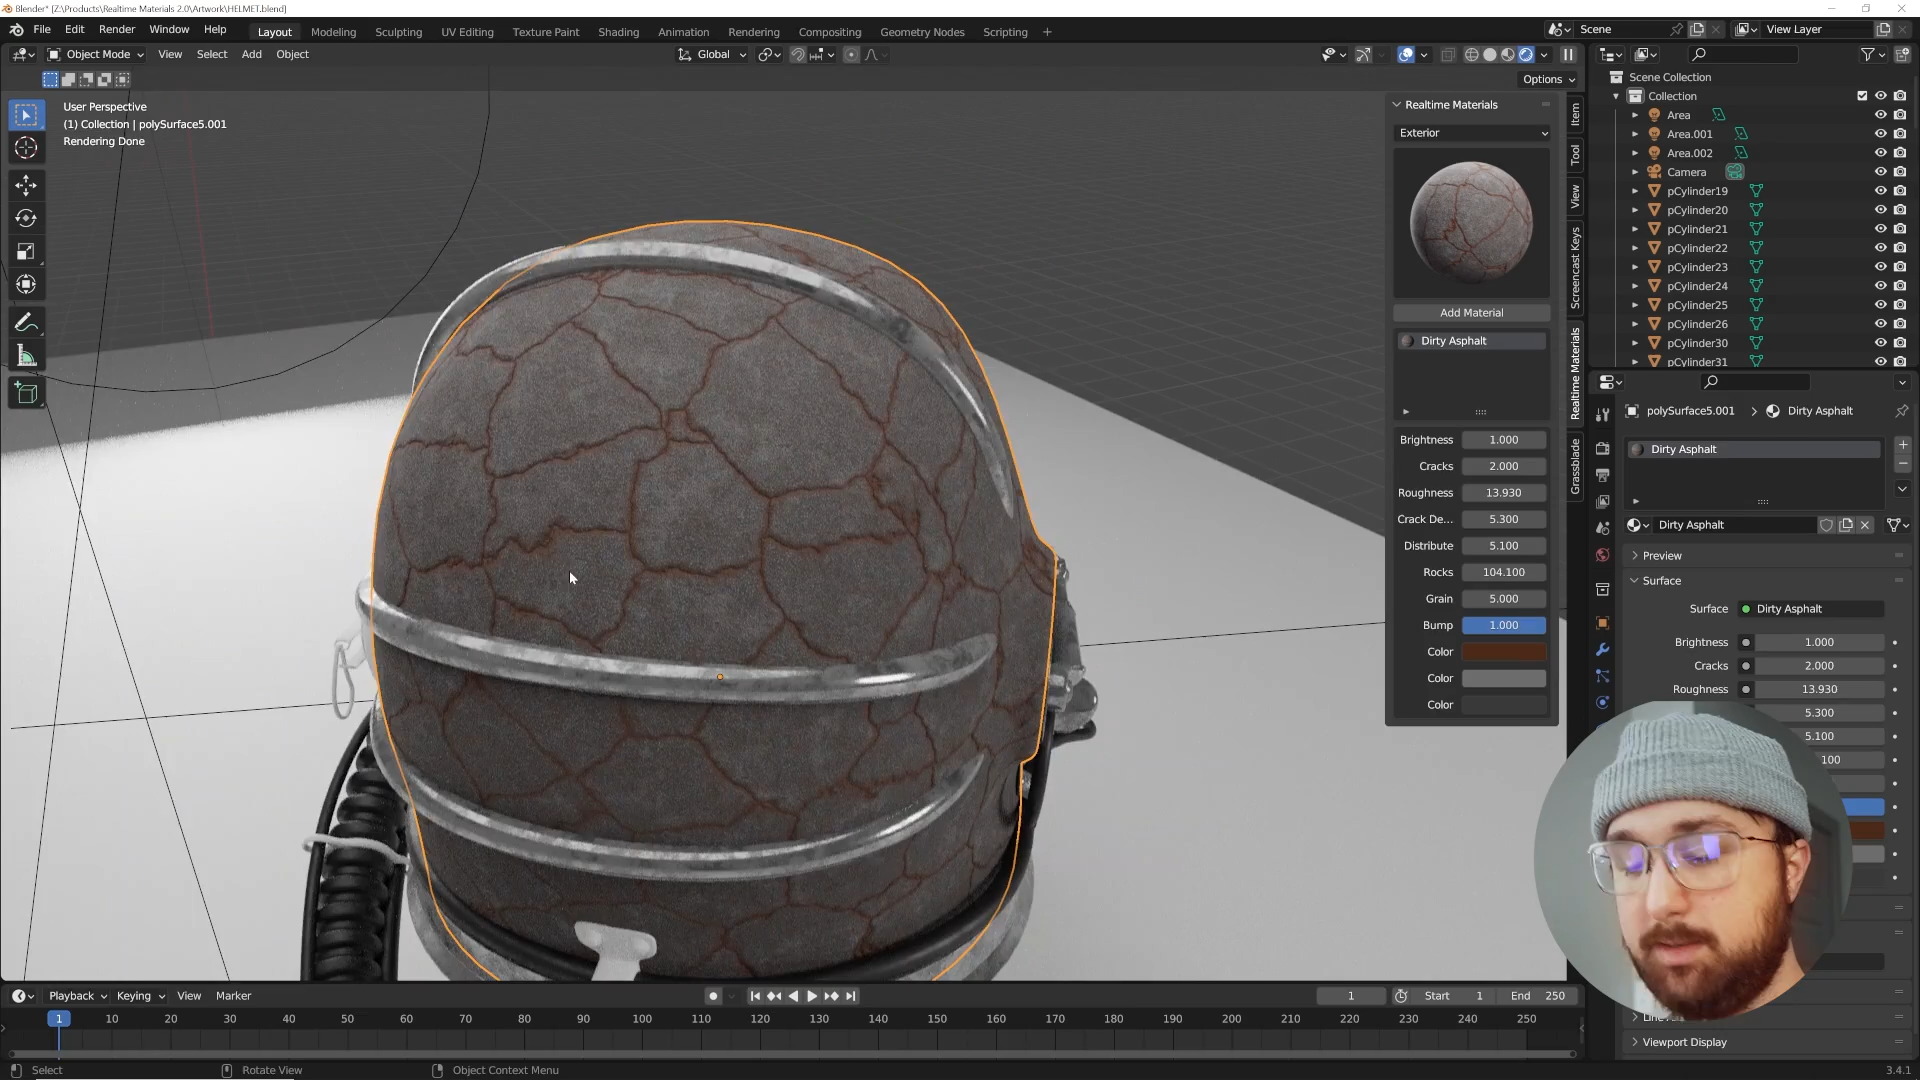 Blender* [Z:\Products\Realtime Materials 2.0\Artwork\HELMET.blend]
File Edit Render Window Help Layout Modeling Sculpting UV Editing Texture Paint Shading Animation Rendering Compositing Geometry Nodes Scripting + Scene View Layer
Object Mode View Select Add Object Global
Options
User Perspective
(1) Collection | polySurface5.001
Rendering Done
Realtime Materials
Exterior
Add Material
Dirty Asphalt
Brightness 1.000
Cracks 2.000
Roughness 13.930
Crack De... 5.300
Distribute 5.100
Rocks 104.100
Grain 5.000
Bump 1.000
Color
Color
Color
Item
Tool
View
Screencast Keys
Realtime Materials
Grassblade
Scene Collection
Collection
Area
Area.001
Area.002
Camera
pCylinder19
pCylinder20
pCylinder21
pCylinder22
pCylinder23
pCylinder24
pCylinder25
pCylinder26
pCylinder30
pCylinder31
polySurface5.001 > Dirty Asphalt
Dirty Asphalt
Dirty Asphalt
Preview
Surface
Surface Dirty Asphalt
Brightness 1.000
Cracks 2.000
Roughness 13.930
5.300
5.100
100
Viewport Display
Playback Keying View Marker 1 Start 1 End 250
1 10 20 30 40 50 60 70 80 90 100 110 120 130 140 150 160 170 180 190 200 210 220 230 240 250
Select Rotate View Object Context Menu 3.4.1